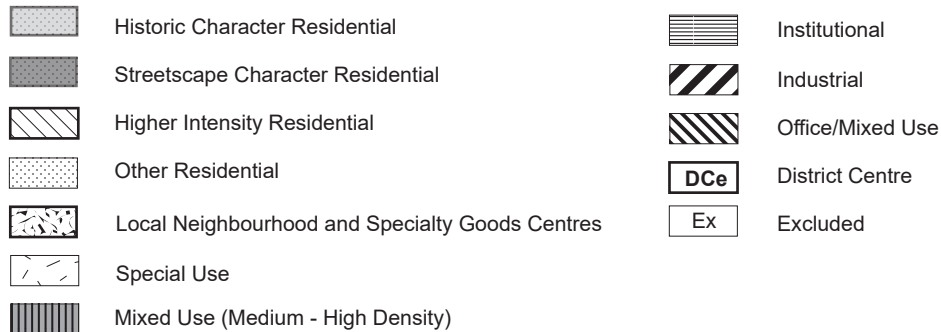 Historic Character Residential
Streetscape Character Residential
Higher Intensity Residential
Other Residential
Local Neighbourhood and Specialty Goods Centres
Special Use
Mixed Use (Medium - High Density)
Institutional
Industrial
Office/Mixed Use
DCe District Centre
Ex Excluded